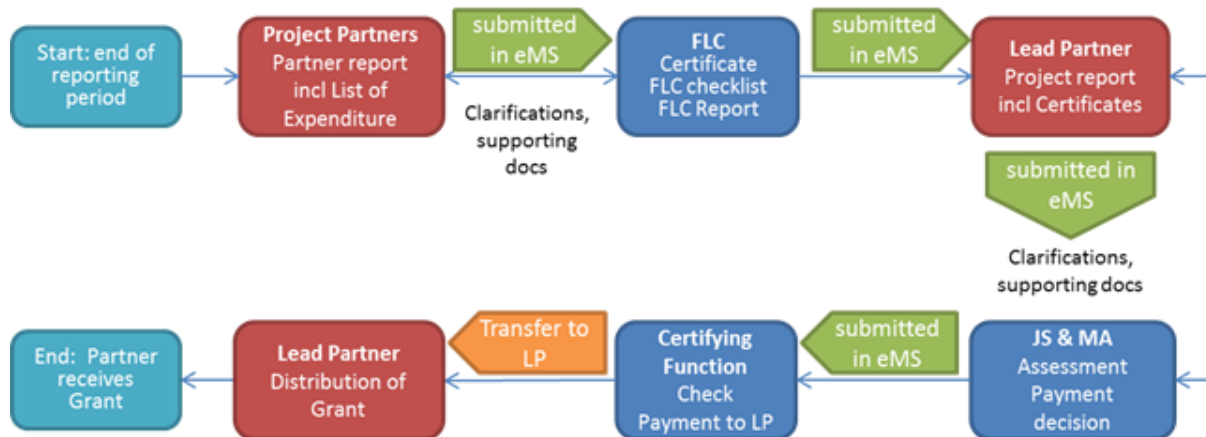 Start: end of
reporting
period
Project Partners
Partner report
incl List of
Expenditure
submitted
in eMS
Clarifications,
supporting
docs
FLC
Certificate
FLC checklist
FLC Report
submitted
in eMS
Lead Partner
Project report
incl Certificates
submitted in
eMS
Clarifications,
supporting docs
JS & MA
Assessment
Payment
decision
submitted
in eMS
Certifying
Function
Check
Payment to LP
Transfer to
LP
Lead Partner
Distribution of
Grant
End: Partner
receives
Grant